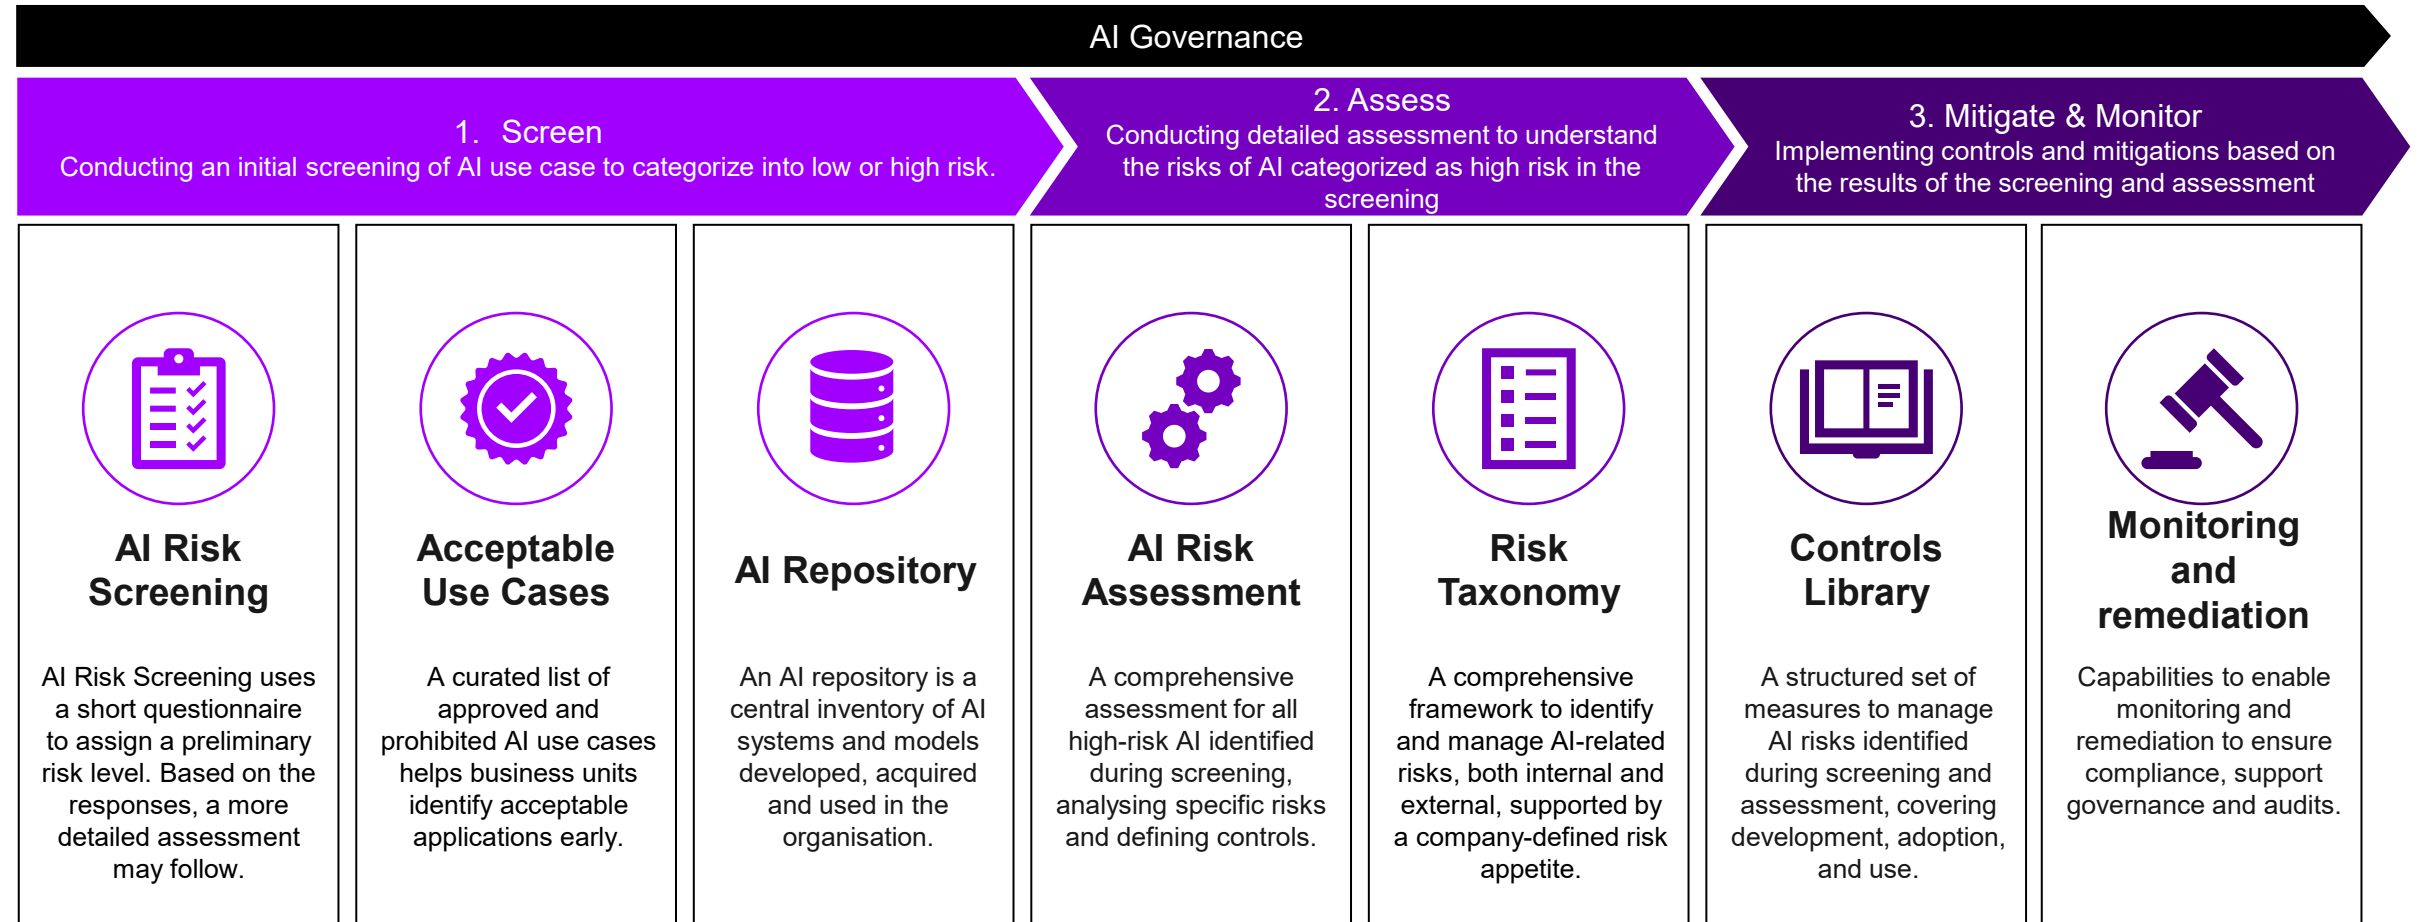 AI Governance
1. Screen
Conducting an initial screening of AI use case to categorize into low or high risk.
2. Assess
Conducting detailed assessment to understand
the risks of AI categorized as high risk in the
screening
3. Mitigate & Monitor
Implementing controls and mitigations based on
the results of the screening and assessment
AI Risk
Screening
AI Risk Screening uses
a short questionnaire
to assign a preliminary
risk level. Based on the
responses, a more
detailed assessment
may follow.
Acceptable
Use Cases
A curated list of
approved and
prohibited AI use cases
helps business units
identify acceptable
applications early.
AI Repository
An AI repository is a
central inventory of AI
systems and models
developed, acquired
and used in the
organisation.
AI Risk
Assessment
A comprehensive
assessment for all
high-risk AI identified
during screening,
analysing specific risks
and defining controls.
Risk
Taxonomy
A comprehensive
framework to identify
and manage AI-related
risks, both internal and
external, supported by
a company-defined risk
appetite.
Controls
Library
A structured set of
measures to manage
AI risks identified
during screening and
assessment, covering
development, adoption,
and use.
Monitoring
and
remediation
Capabilities to enable
monitoring and
remediation to ensure
compliance, support
governance and audits.